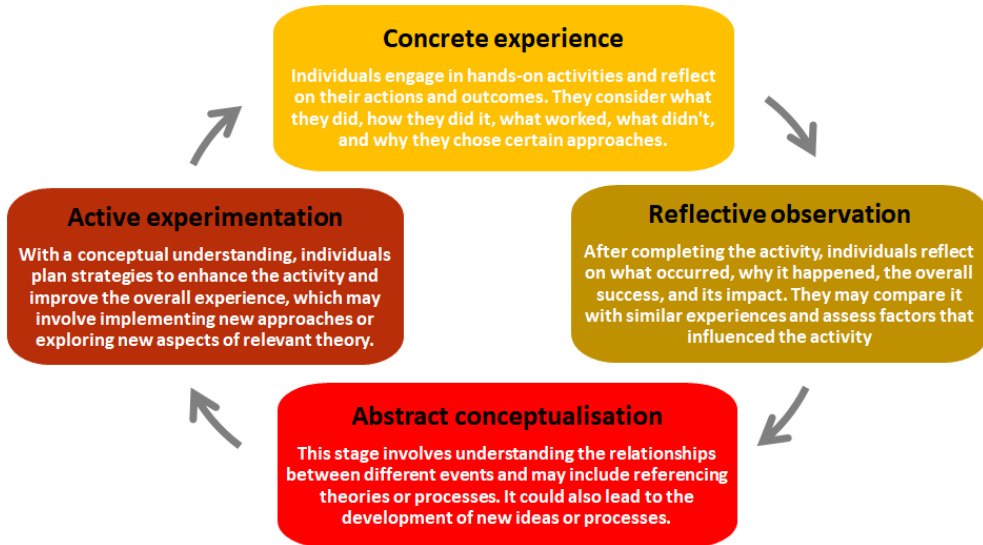 Concrete experience
Individuals engage in hands-on activities and reflect
on their actions and outcomes. They consider what
they did, how they did it, what worked, what didn't,
and why they chose certain approaches.
Reflective observation
After completing the activity, individuals reflect
on what occurred, why it happened, the overall
success, and its impact. They may compare it
with similar experiences and assess factors that
influenced the activity
Abstract conceptualisation
This stage involves understanding the relationships
between different events and may include referencing
theories or processes. It could also lead to the
development of new ideas or processes.
Active experimentation
With a conceptual understanding, individuals
plan strategies to enhance the activity and
improve the overall experience, which may
involve implementing new approaches or
exploring new aspects of relevant theory.